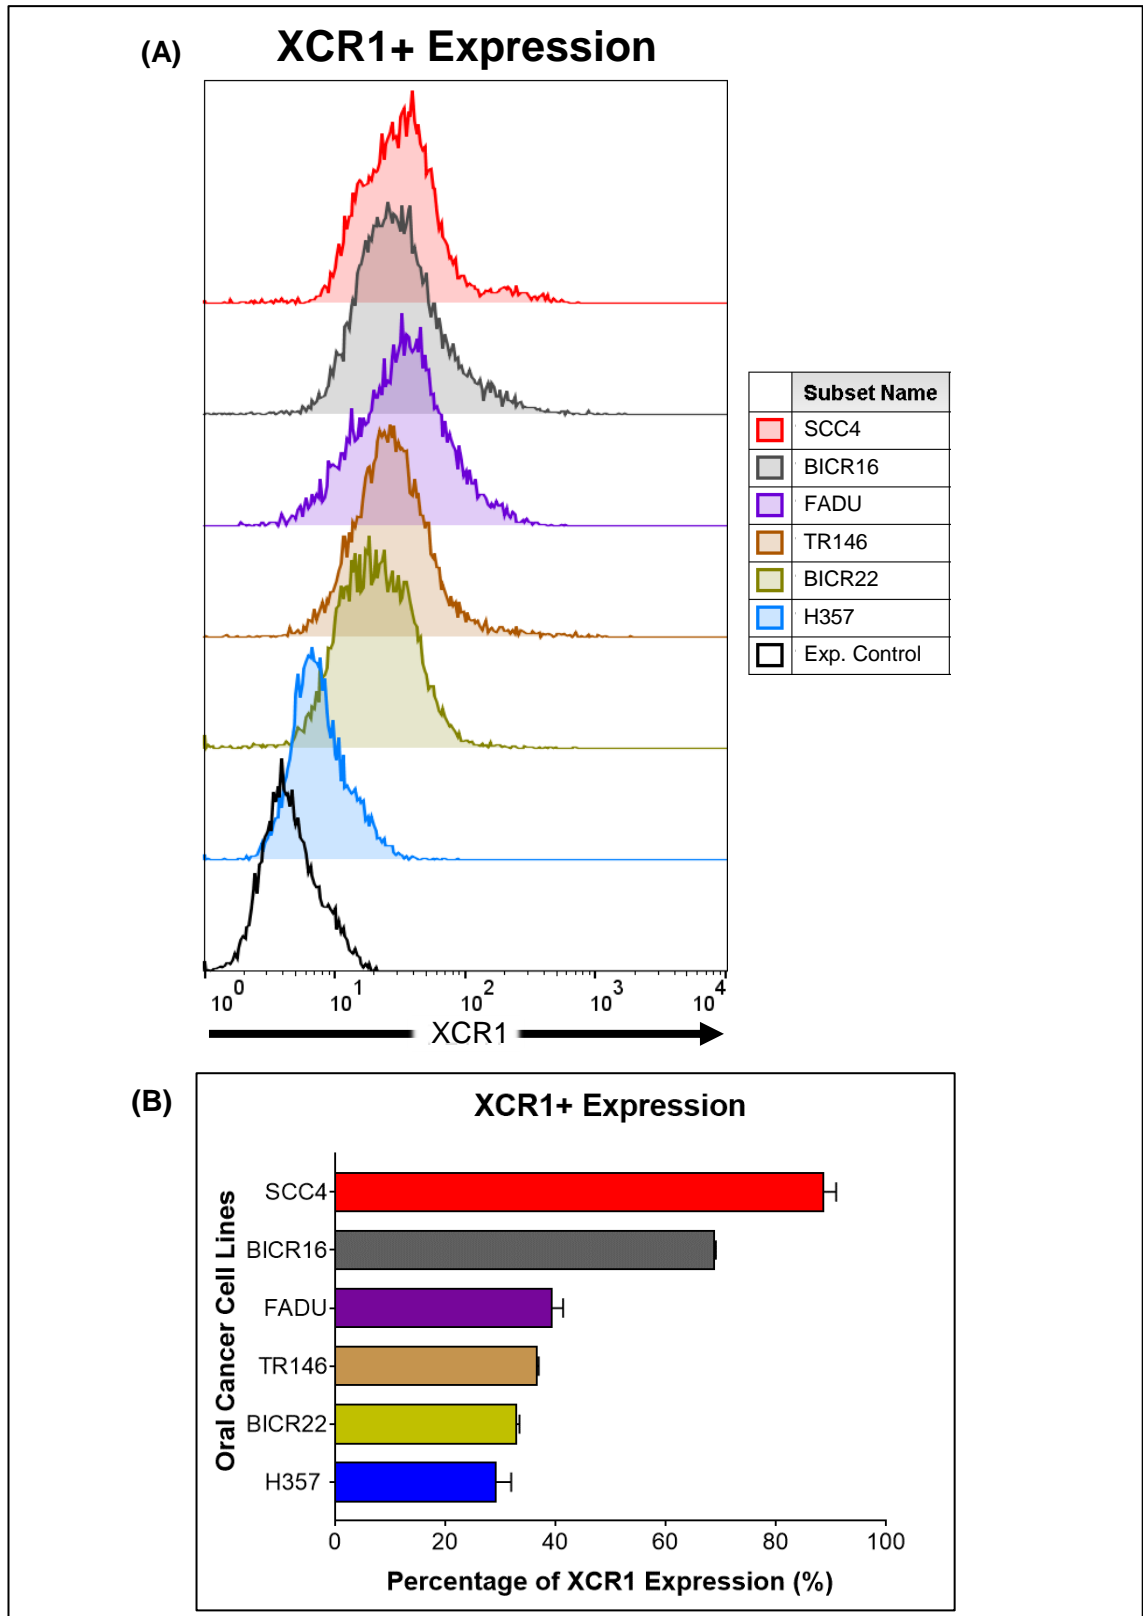 (A)
XCR1+ Expression
Subset Name
SCC4
BICR16
FADU
TR146
BICR22
H357
Exp. Control
10^0 10^1 10^2 10^3 10^4
XCR1
(B)
XCR1+ Expression
Oral Cancer Cell Lines
SCC4
BICR16
FADU
TR146
BICR22
H357
0 20 40 60 80 100
Percentage of XCR1 Expression (%)